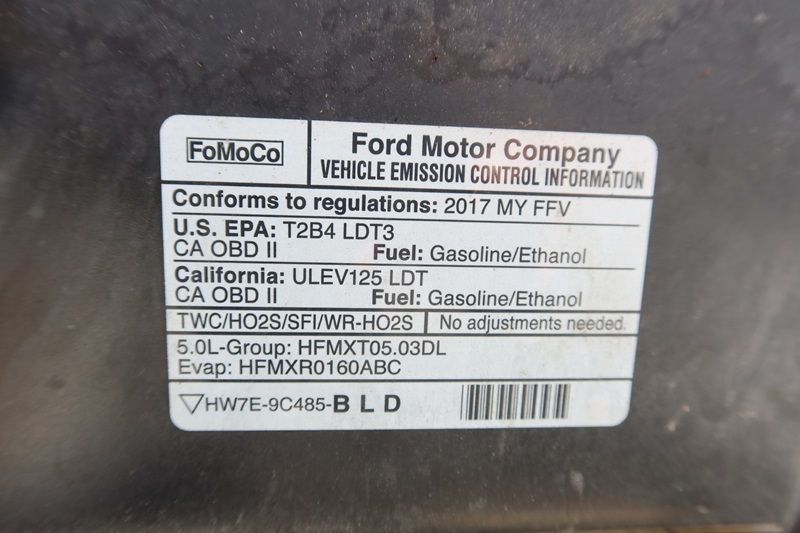 FoMoCo
Ford Motor Company
VEHICLE EMISSION CONTROL INFORMATION
Conforms to regulations: 2017 MY FFV
U.S. EPA: T2B4 LDT3
CA OBD II Fuel: Gasoline/Ethanol
California: ULEV125 LDT
CA OBD II Fuel: Gasoline/Ethanol
TWC/HO2S/SFI/WR-HO2S No adjustments needed.
5.0L-Group: HFMXT05.03DL
Evap: HFMXR0160ABC
▽HW7E-9C485-BLD